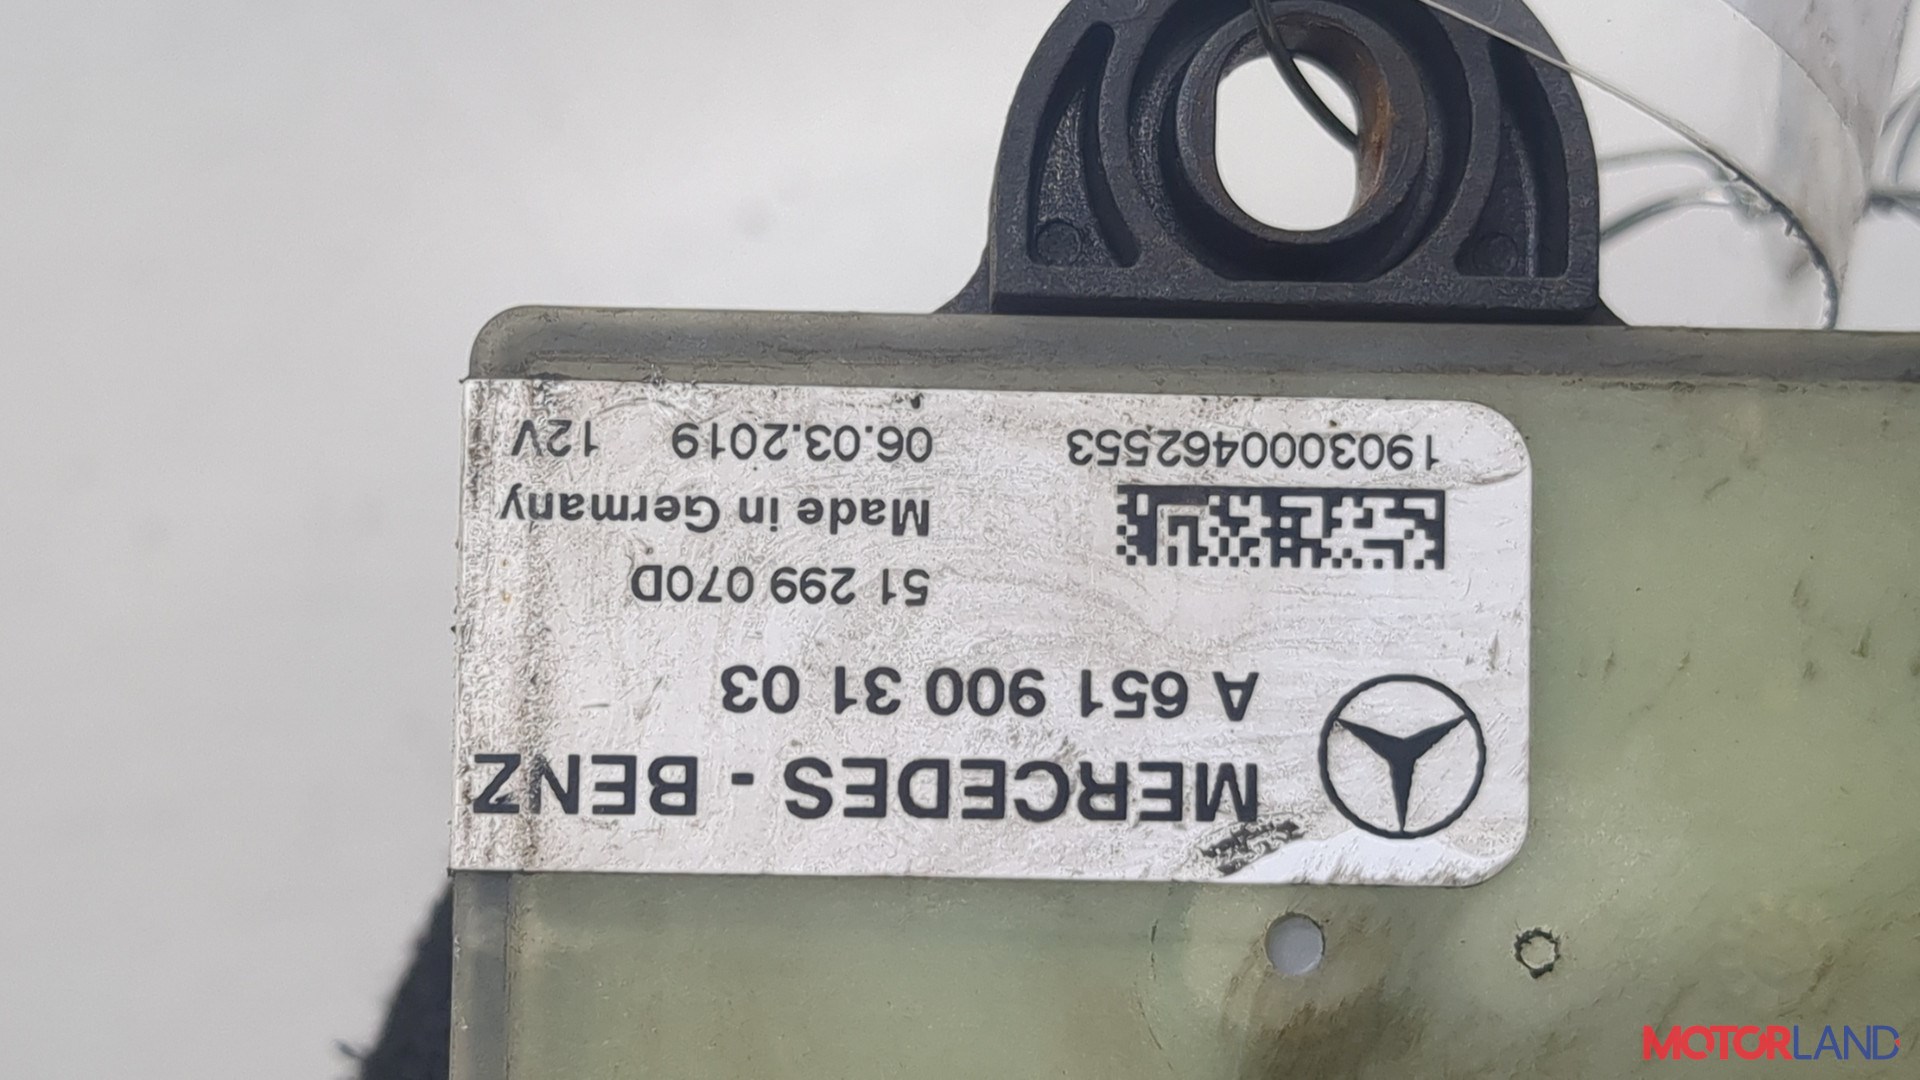 MERCEDES - BENZ
A 651 900 31 03
51 299 070D
Made in Germany
06.03.2019 12V
1903000462553
MOTORLAND